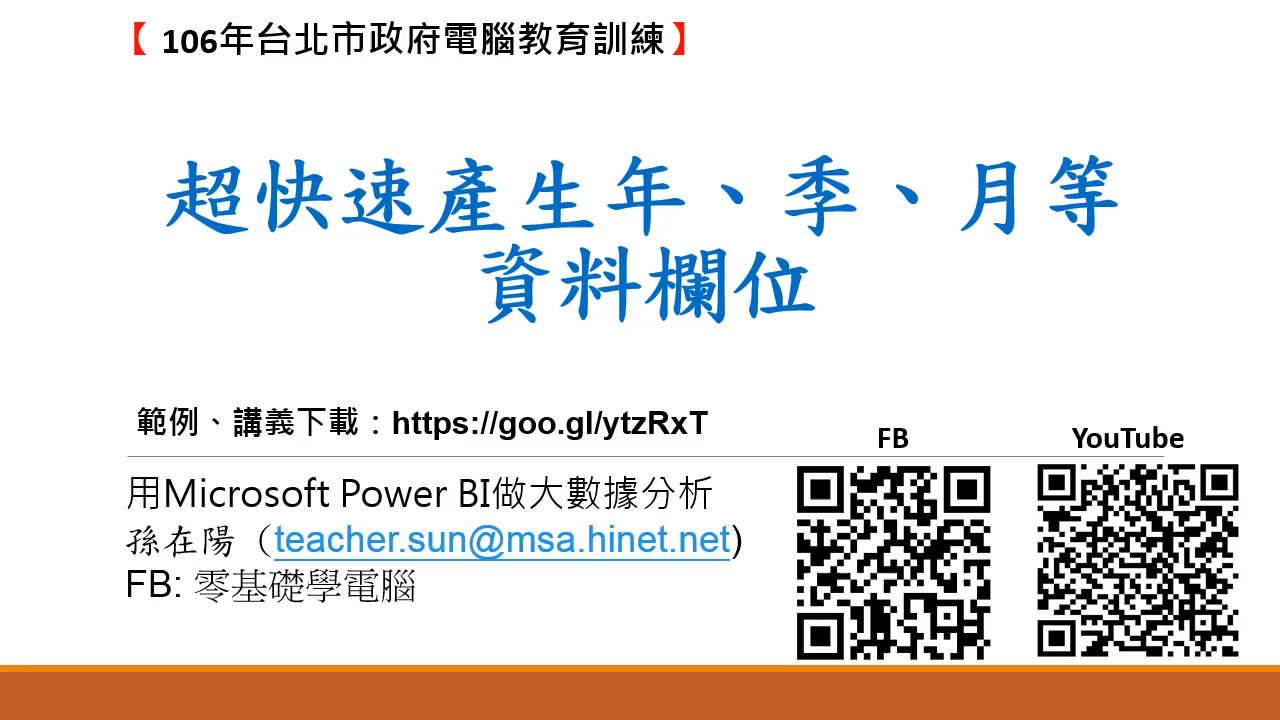 【 106年台北市政府電腦教育訓練】
超快速產生年、季、月等
資料欄位
範例、講義下載：https://goo.gl/ytzRxT
FB
YouTube
用Microsoft Power BI做大數據分析
孫在陽（teacher.sun@msa.hinet.net)
FB: 零基礎學電腦